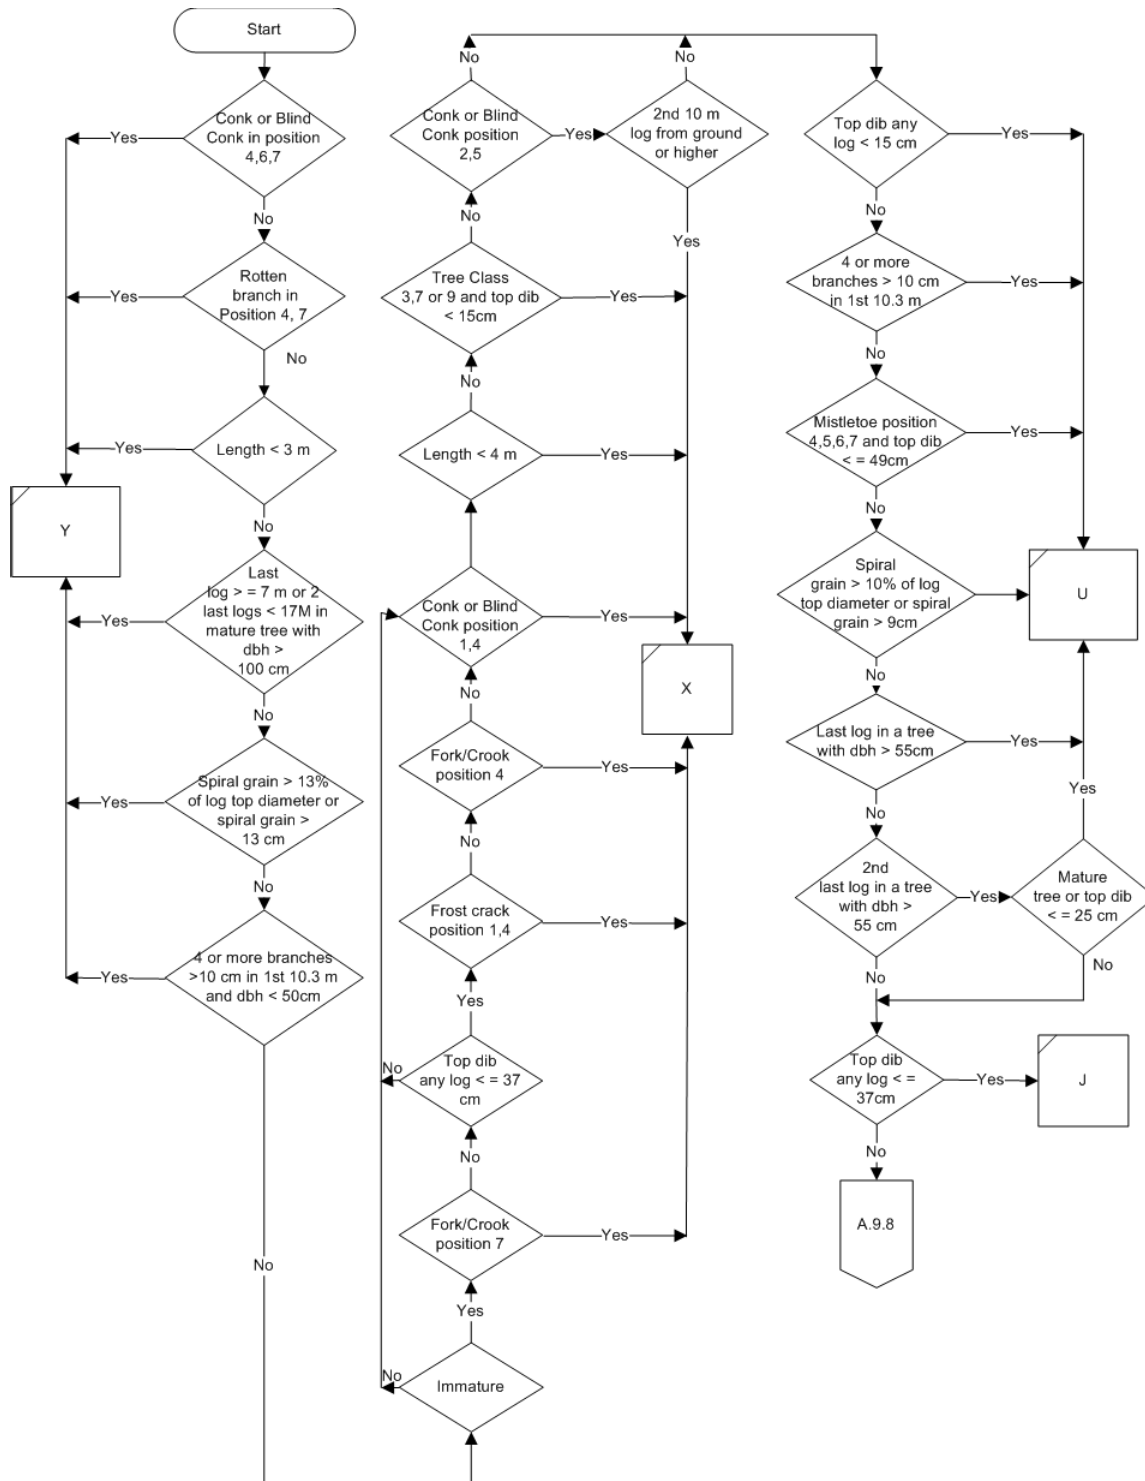 Start
Conk or Blind
Conk in position
4,6,7
Yes
No
Rotten
branch in
Position 4, 7
Yes
No
Length < 3 m
Yes
No
Y
Last
log > = 7 m or 2
last logs < 17M in
mature tree with
dbh >
100 cm
Yes
No
Spiral grain > 13%
of log top diameter or
spiral grain >
13 cm
Yes
No
4 or more branches
>10 cm in 1st 10.3 m
and dbh < 50cm
Yes
No
No
Conk or Blind
Conk position
2,5
Yes
No
2nd 10 m
log from ground
or higher
Yes
No
Tree Class
3,7 or 9 and top dib
< 15cm
Yes
No
Length < 4 m
Yes
Conk or Blind
Conk position
1,4
Yes
X
No
Fork/Crook
position 4
Yes
No
Frost crack
position 1,4
Yes
Yes
Top dib
any log < = 37
cm
No
No
Fork/Crook
position 7
Yes
Yes
Immature
No
Top dib any
log < 15 cm
Yes
No
4 or more
branches > 10 cm
in 1st 10.3 m
Yes
No
Mistletoe position
4,5,6,7 and top dib
< = 49cm
Yes
No
Spiral
grain > 10% of log
top diameter or spiral
grain > 9cm
U
No
Last log in a tree
with dbh > 55cm
Yes
No
Yes
2nd
last log in a tree
with dbh >
55 cm
Yes
Mature
tree or top dib
< = 25 cm
No
No
Top dib
any log < =
37cm
Yes
J
No
A.9.8